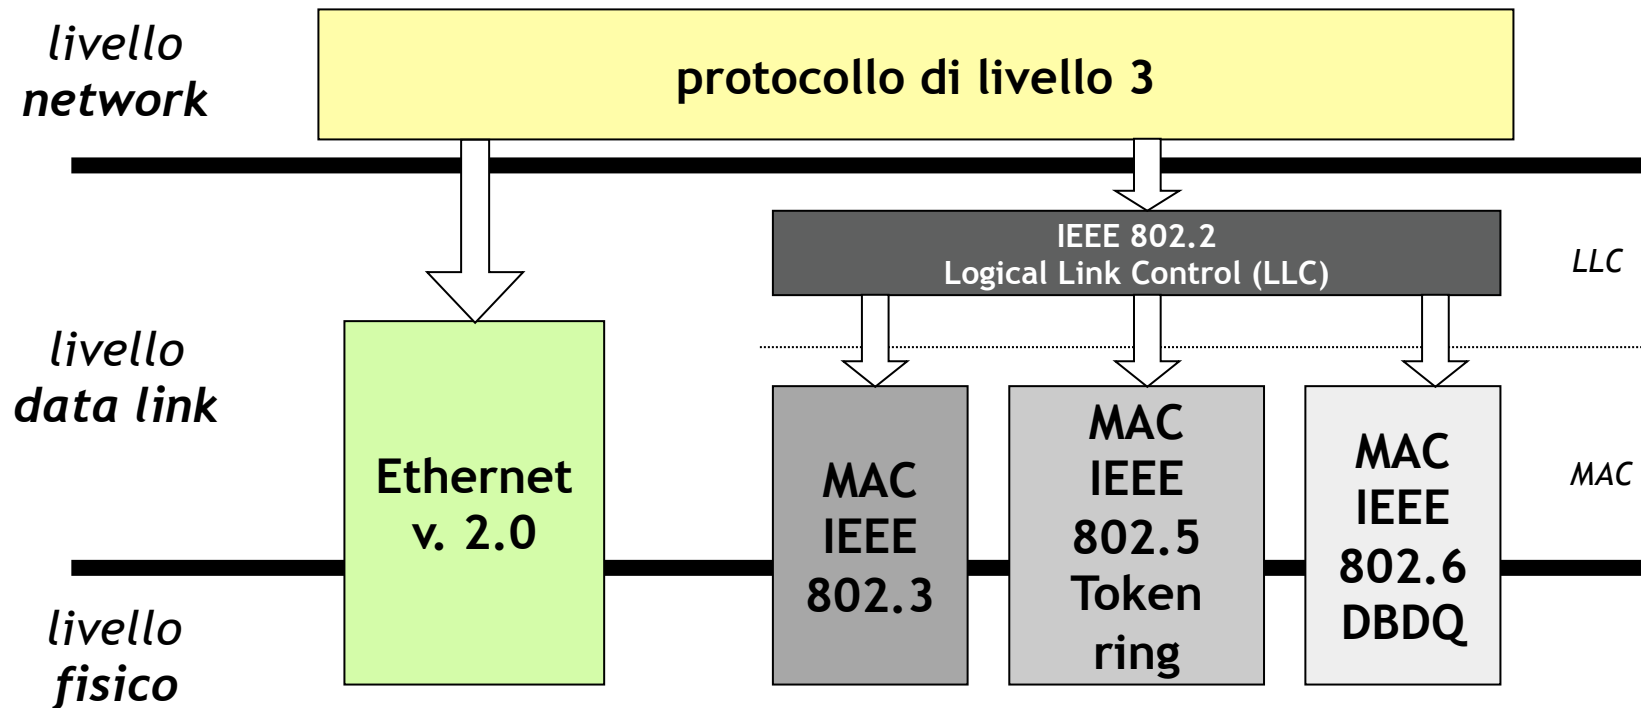 livello
network
protocollo di livello 3
IEEE 802.2
Logical Link Control (LLC)
LLC
livello
data link
Ethernet
v. 2.0
MAC
IEEE
802.3
MAC
IEEE
802.5
Token
ring
MAC
IEEE
802.6
DBDQ
MAC
livello
fisico